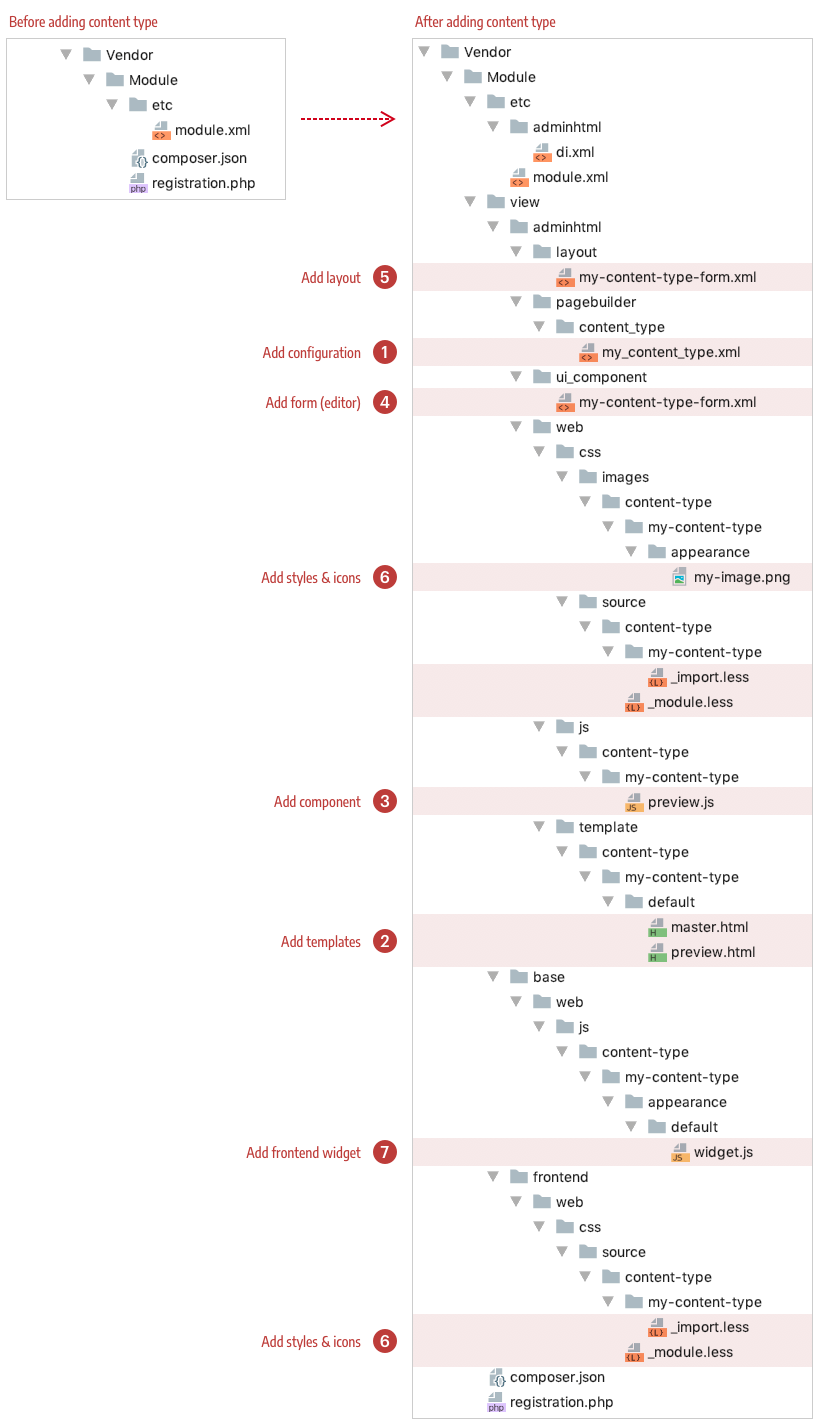 Before adding content type
Vendor
Module
etc
module.xml
composer.json
registration.php
After adding content type
Vendor
Module
etc
adminhtml
di.xml
module.xml
view
adminhtml
layout
Add layout 5 my-content-type-form.xml
pagebuilder
content_type
Add configuration 1 my_content_type.xml
ui_component
Add form (editor) 4 my-content-type-form.xml
web
css
images
content-type
my-content-type
appearance
Add styles & icons 6 my-image.png
source
content-type
my-content-type
_import.less
_module.less
js
content-type
my-content-type
Add component 3 preview.js
template
content-type
my-content-type
default
master.html
Add templates 2
preview.html
base
web
js
content-type
my-content-type
appearance
default
Add frontend widget 7 widget.js
frontend
web
css
source
content-type
my-content-type
_import.less
Add styles & icons 6
_module.less
composer.json
registration.php